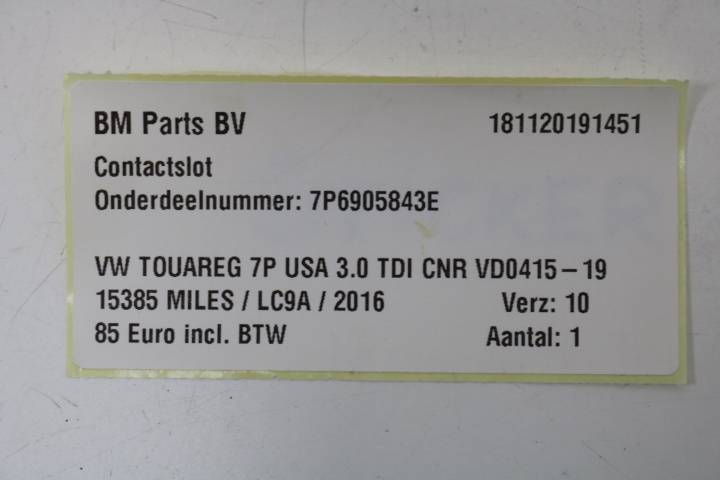 BM Parts BV 181120191451
Contactslot
Onderdeelnummer: 7P6905843E
VW TOUAREG 7P USA 3.0 TDI CNR VD0415-19
15385 MILES / LC9A / 2016 Verz: 10
85 Euro incl. BTW Aantal: 1